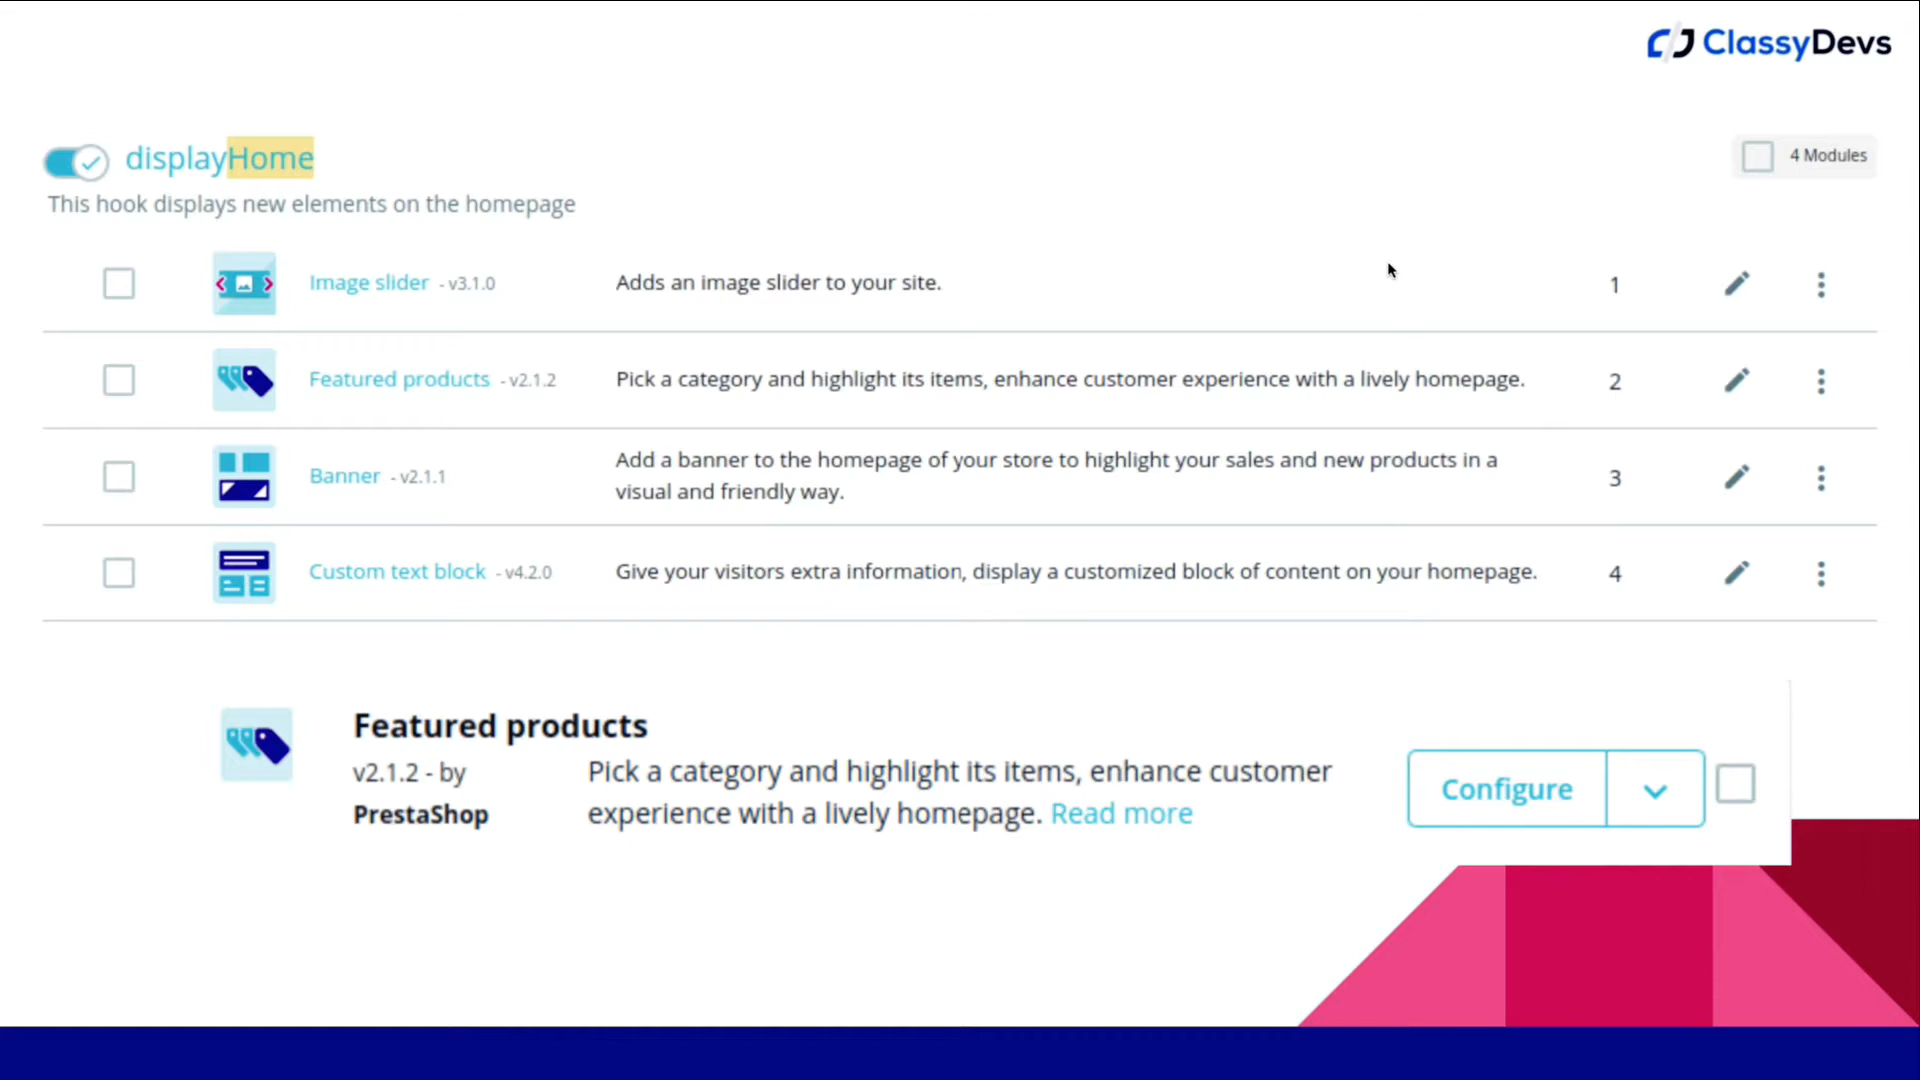 ClassyDevs
displayHome
4 Modules
This hook displays new elements on the homepage
Image slider - v3.1.0
Adds an image slider to your site.
1
Featured products - v2.1.2
Pick a category and highlight its items, enhance customer experience with a lively homepage.
2
Banner - v2.1.1
Add a banner to the homepage of your store to highlight your sales and new products in a
visual and friendly way.
3
Custom text block - v4.2.0
Give your visitors extra information, display a customized block of content on your homepage.
4
Featured products
v2.1.2 - by
PrestaShop
Pick a category and highlight its items, enhance customer
experience with a lively homepage. Read more
Configure